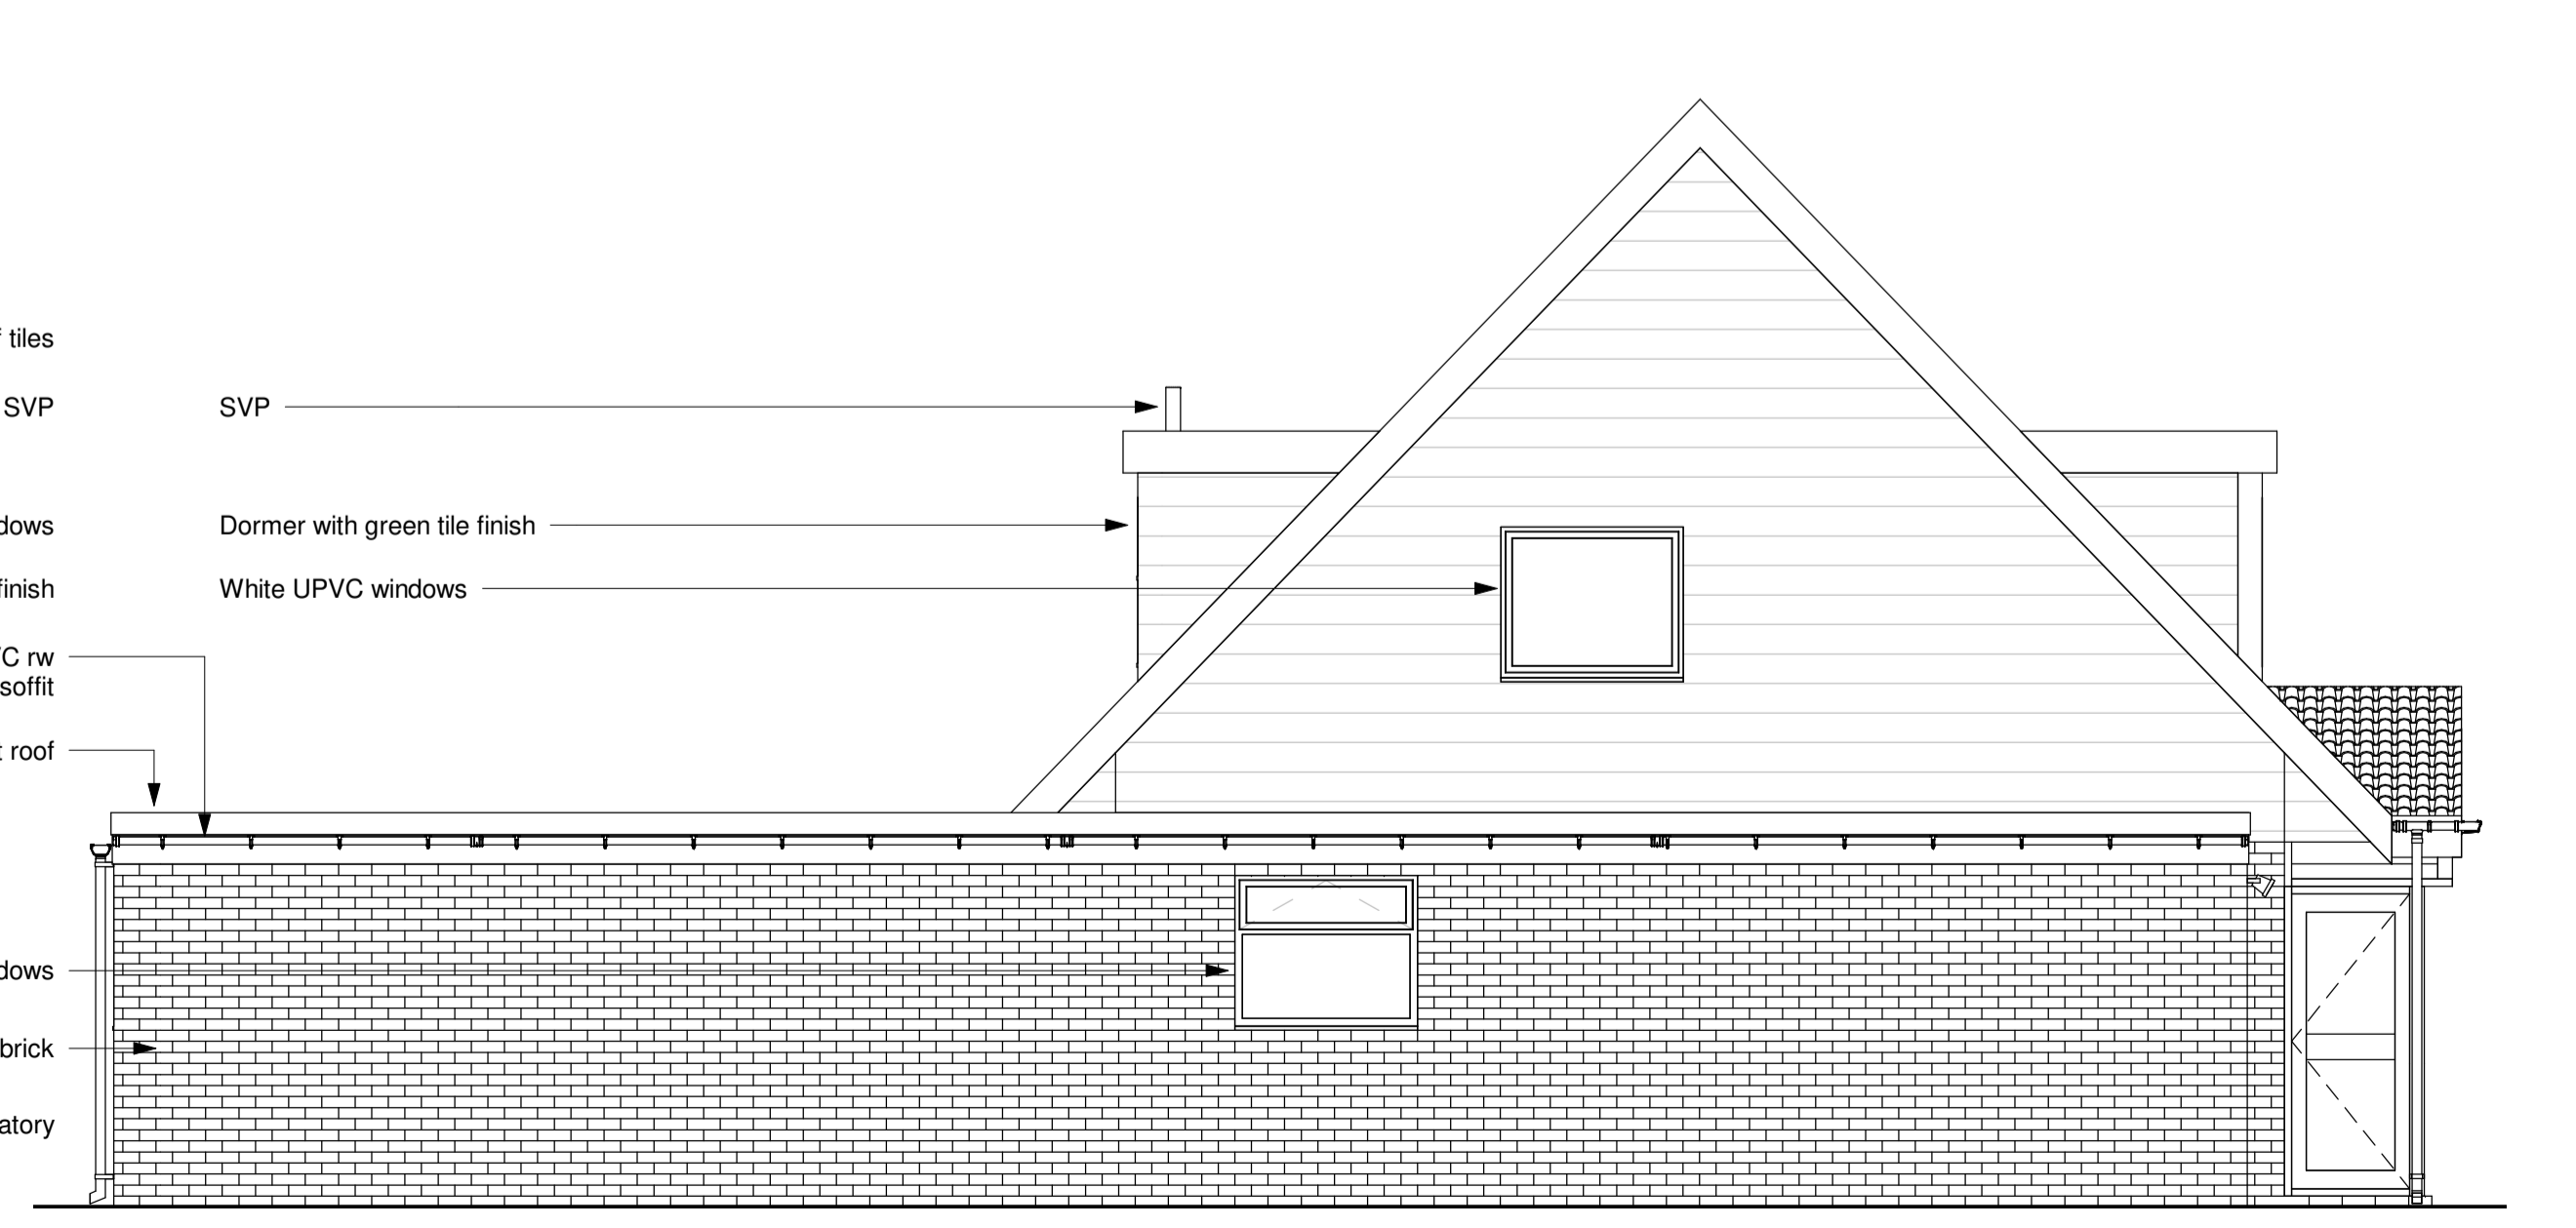 tiles
SVP
SVP
dows
Dormer with green tile finish
finish
White UPVC windows
C rw
soffit
roof
dows
brick
atory